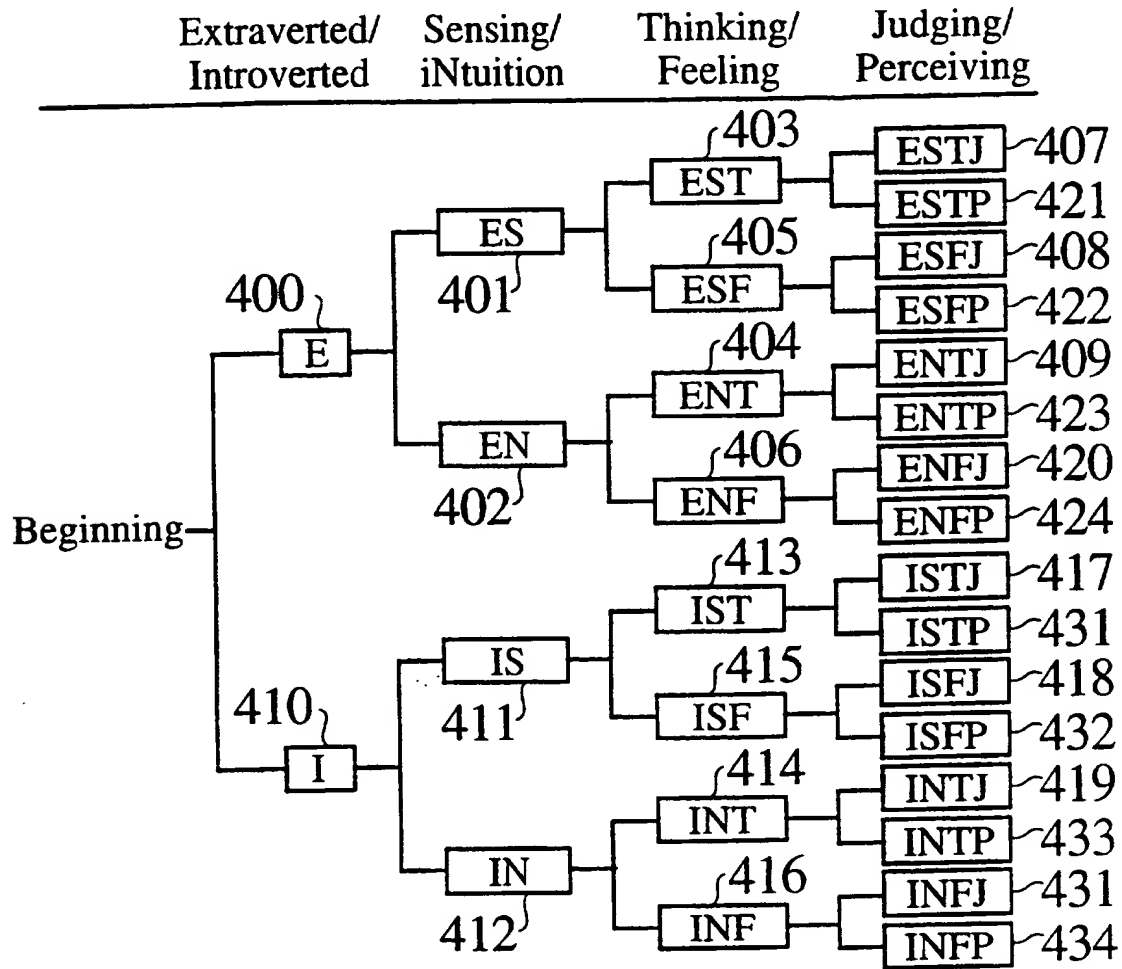 Extraverted/ Sensing/ Thinking/ Judging/
Introverted iNtuition Feeling Perceiving
403
ESTJ 407
EST
ESTP 421
ES
405
ESFJ 408
401
ESF
400
ESFP 422
E
404
ENTJ 409
ENT
ENTP 423
EN
406
ENFJ 420
402
ENF
ENFP 424
Beginning
413
ISTJ 417
IST
ISTP 431
IS
415
ISFJ 418
410
411
ISF
ISFP 432
I
414
INTJ 419
INT
INTP 433
IN
416
INFJ 431
412
INF
INFP 434